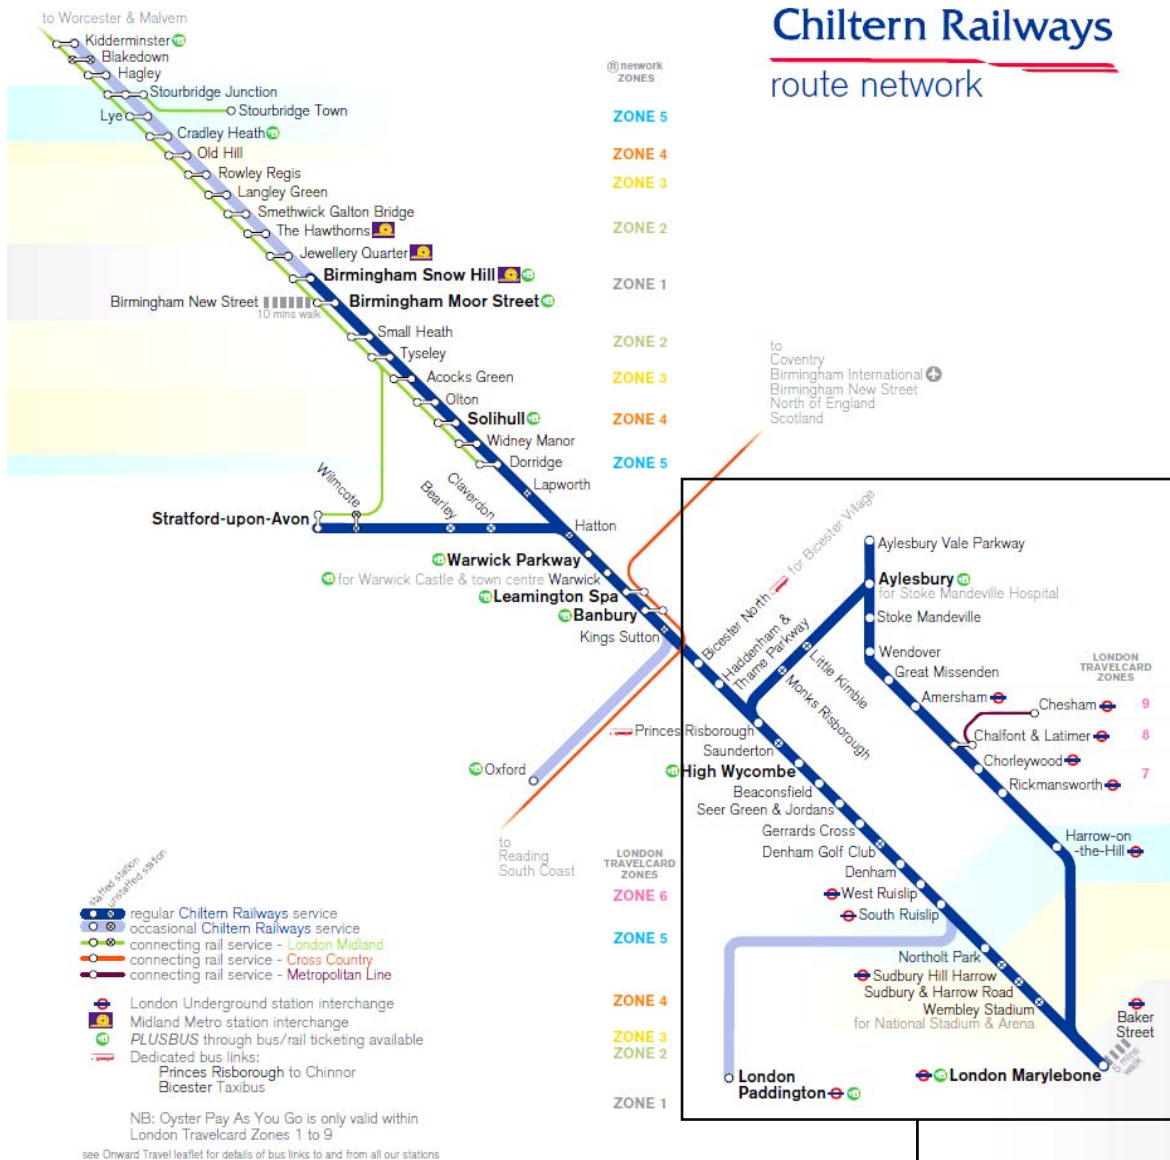 to Worcester & Malvern
Chiltern Railways
route network
Kidderminster
Blakedown
Hagley
Stourbridge Junction
Stourbridge Town
Lye
Cradley Heath
Old Hill
Rowley Regis
Langley Green
Smethwick Galton Bridge
The Hawthorns
Jewellery Quarter
Birmingham Snow Hill
Birmingham New Street
10 mins walk
Birmingham Moor Street
Small Heath
Tyseley
Acocks Green
Olton
Solihull
Widney Manor
Dorridge
Lapworth
n network
ZONES
ZONE 5
ZONE 4
ZONE 3
ZONE 2
ZONE 1
ZONE 2
ZONE 3
ZONE 4
ZONE 5
to
Coventry
Birmingham International
Birmingham New Street
North of England
Scotland
Wilmcote
Bearley
Claverdon
Stratford-upon-Avon
Hatton
Warwick Parkway
for Warwick Castle & town centre Warwick
Leamington Spa
Banbury
Kings Sutton
Bicester North
for Bicester Village
Haddenham &
Thame Parkway
Little Kimble
Monks Risborough
Aylesbury Vale Parkway
Aylesbury
for Stoke Mandeville Hospital
Stoke Mandeville
Wendover
Great Missenden
Amersham
LONDON
TRAVELCARD
ZONES
Chesham
9
Chalfont & Latimer
8
Chorleywood
7
Rickmansworth
Harrow-on
-the-Hill
Princes Risborough
Saunderton
Oxford
High Wycombe
Beaconsfield
Seer Green & Jordans
Gerrards Cross
Denham Golf Club
Denham
West Ruislip
South Ruislip
Northolt Park
Sudbury Hill Harrow
Sudbury & Harrow Road
Wembley Stadium
for National Stadium & Arena
Baker
Street
6 mins
walk
London Marylebone
London
Paddington
to
Reading
South Coast
LONDON
TRAVELCARD
ZONES
ZONE 6
ZONE 5
ZONE 4
ZONE 3
ZONE 2
ZONE 1
staffed station
unstaffed station
regular Chiltern Railways service
occasional Chiltern Railways service
connecting rail service - London Midland
connecting rail service - Cross Country
connecting rail service - Metropolitan Line
London Underground station interchange
Midland Metro station interchange
PLUSBUS through bus/rail ticketing available
Dedicated bus links:
Princes Risborough to Chinnor
Bicester Taxibus
NB: Oyster Pay As You Go is only valid within
London Travelcard Zones 1 to 9
see Onward Travel leaflet for details of bus links to and from all our stations